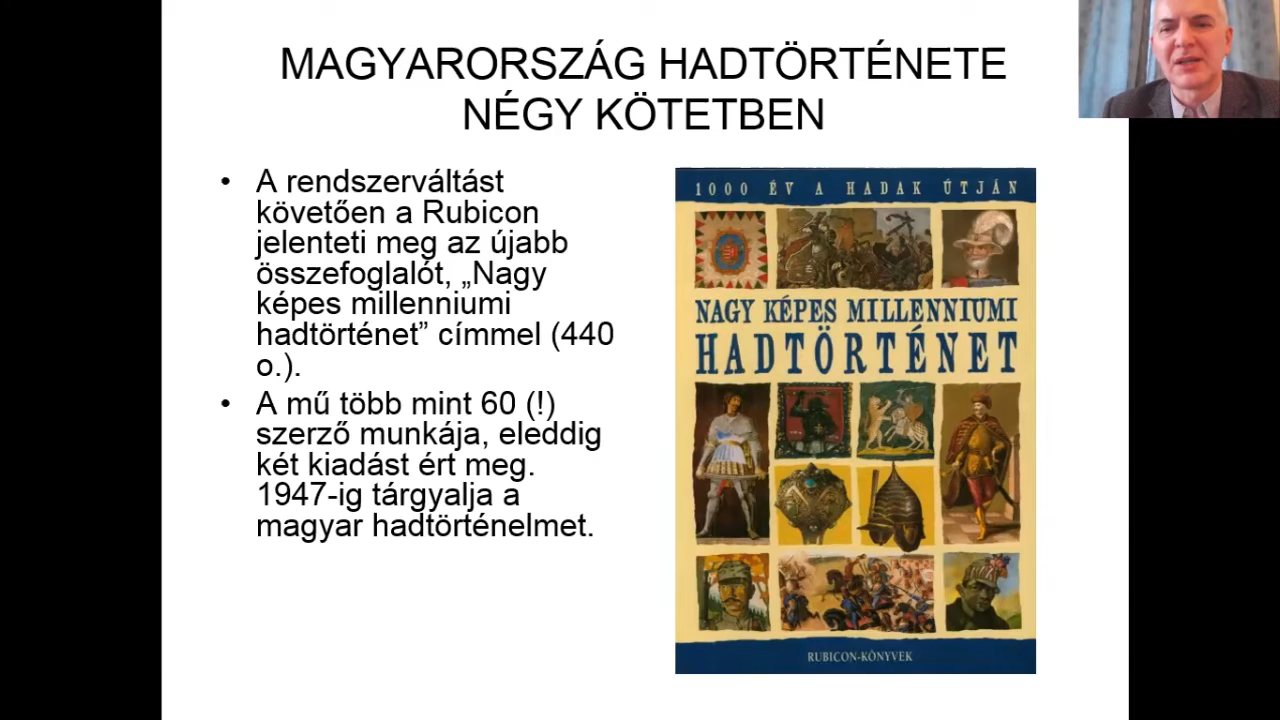 MAGYARORSZÁG HADTÖRTÉNETE
NÉGY KÖTETBEN
• A rendszerváltást
követően a Rubicon
jelenteti meg az újabb
összefoglalót, „Nagy
képes millenniumi
hadtörténet” címmel (440
o.).
• A mű több mint 60 (!)
szerző munkája, eleddig
két kiadást ért meg.
1947-ig tárgyalja a
magyar hadtörténelmet.
1000 ÉV A HADAK ÚTJÁN
NAGY KÉPES MILLENNIUMI
HADTÖRTÉNET
RUBICON-KÖNYVEK